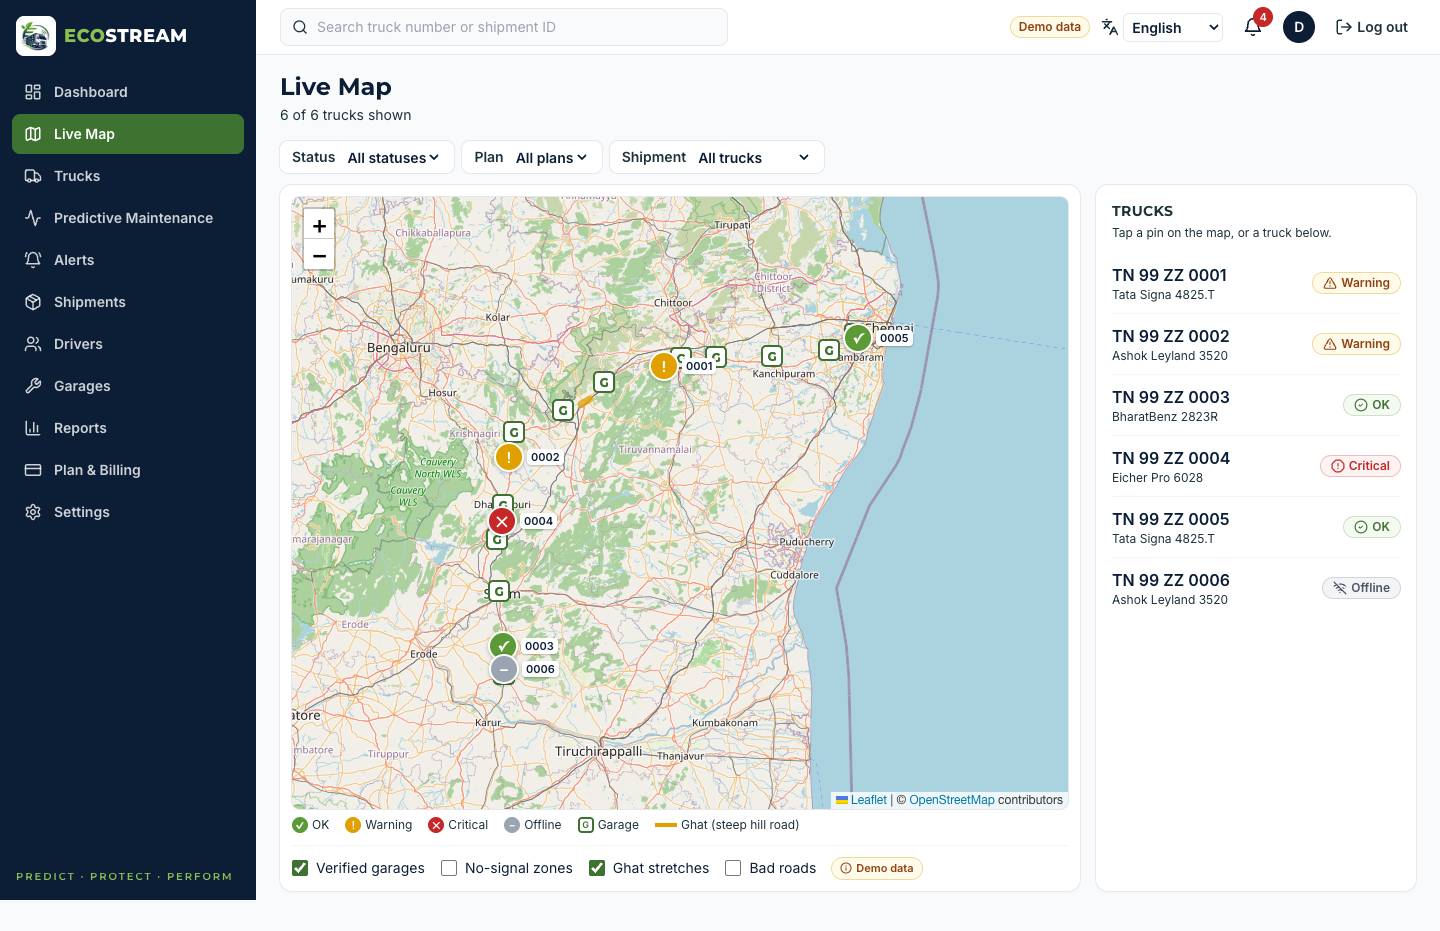 ECOSTREAM
Search truck number or shipment ID
Demo data
English
4
D
Log out
Dashboard
Live Map
Trucks
Predictive Maintenance
Alerts
Shipments
Drivers
Garages
Reports
Plan & Billing
Settings
PREDICT · PROTECT · PERFORM
Live Map
6 of 6 trucks shown
Status All statuses
Plan All plans
Shipment All trucks
+
−
Tirupati
Chikkaballapura
umakuru
Chittoor
District
Chittoor
Kolar
Bengaluru
Chennai
0005
ambaram
G
G
G
G
0001
Kanchipuram
Hosur
G
G
Krishnagiri
G
Tiruvannamalai
0002
Cauvery
North WLS
Cauvery
WLS
G
0004
marajanagar
G
Puducherry
Cuddalore
G
Erode
Erode
0003
0006
atore
Karur
Kumbakonam
mbatore
Tiruppur
Tiruchirappalli
Thanjavur
Leaflet | © OpenStreetMap contributors
OK
Warning
Critical
Offline
G Garage
Ghat (steep hill road)
Verified garages
No-signal zones
Ghat stretches
Bad roads
Demo data
TRUCKS
Tap a pin on the map, or a truck below.
TN 99 ZZ 0001
Tata Signa 4825.T
Warning
TN 99 ZZ 0002
Ashok Leyland 3520
Warning
TN 99 ZZ 0003
BharatBenz 2823R
OK
TN 99 ZZ 0004
Eicher Pro 6028
Critical
TN 99 ZZ 0005
Tata Signa 4825.T
OK
TN 99 ZZ 0006
Ashok Leyland 3520
Offline